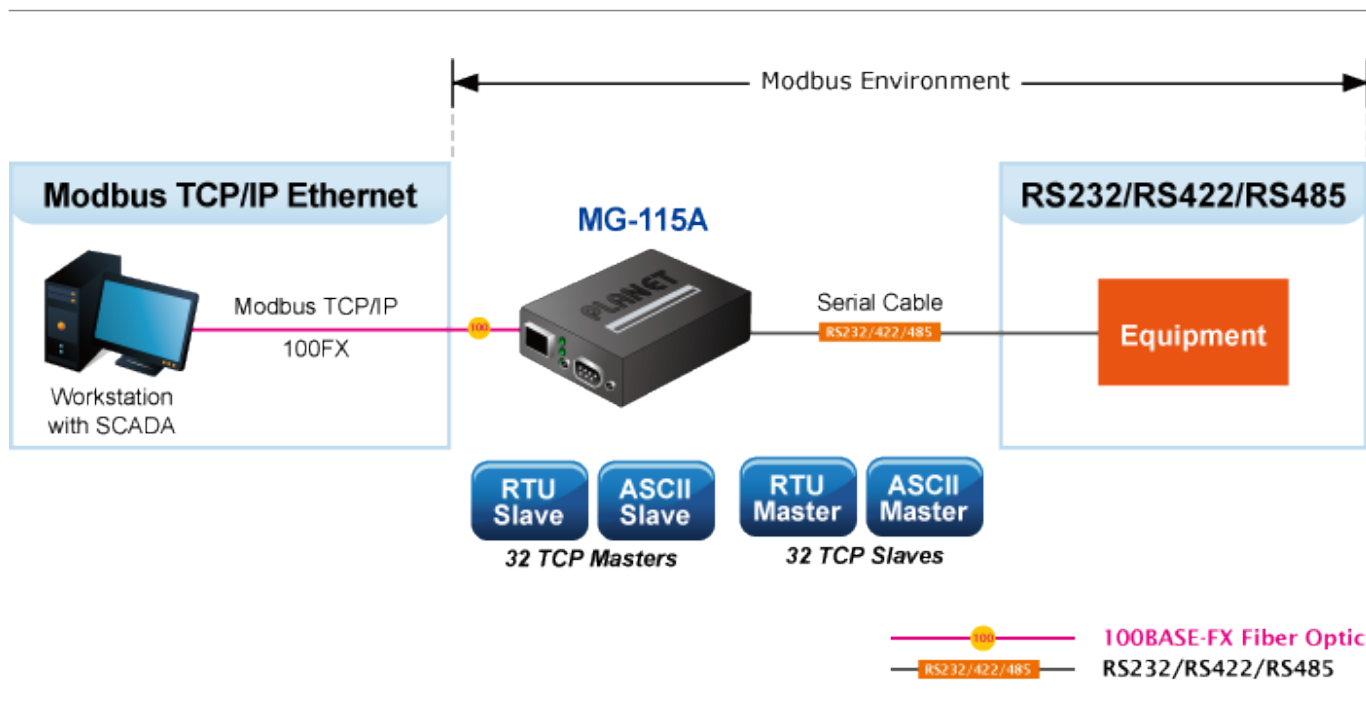 Modbus Environment
Modbus TCP/IP Ethernet
RS232/RS422/RS485
MG-115A
PLANET
Modbus TCP/IP
100FX
100
Serial Cable
RS232/422/485
Equipment
Workstation
with SCADA
RTU
Slave
ASCII
Slave
RTU
Master
ASCII
Master
32 TCP Masters
32 TCP Slaves
100
100BASE-FX Fiber Optic
RS232/422/485
RS232/RS422/RS485